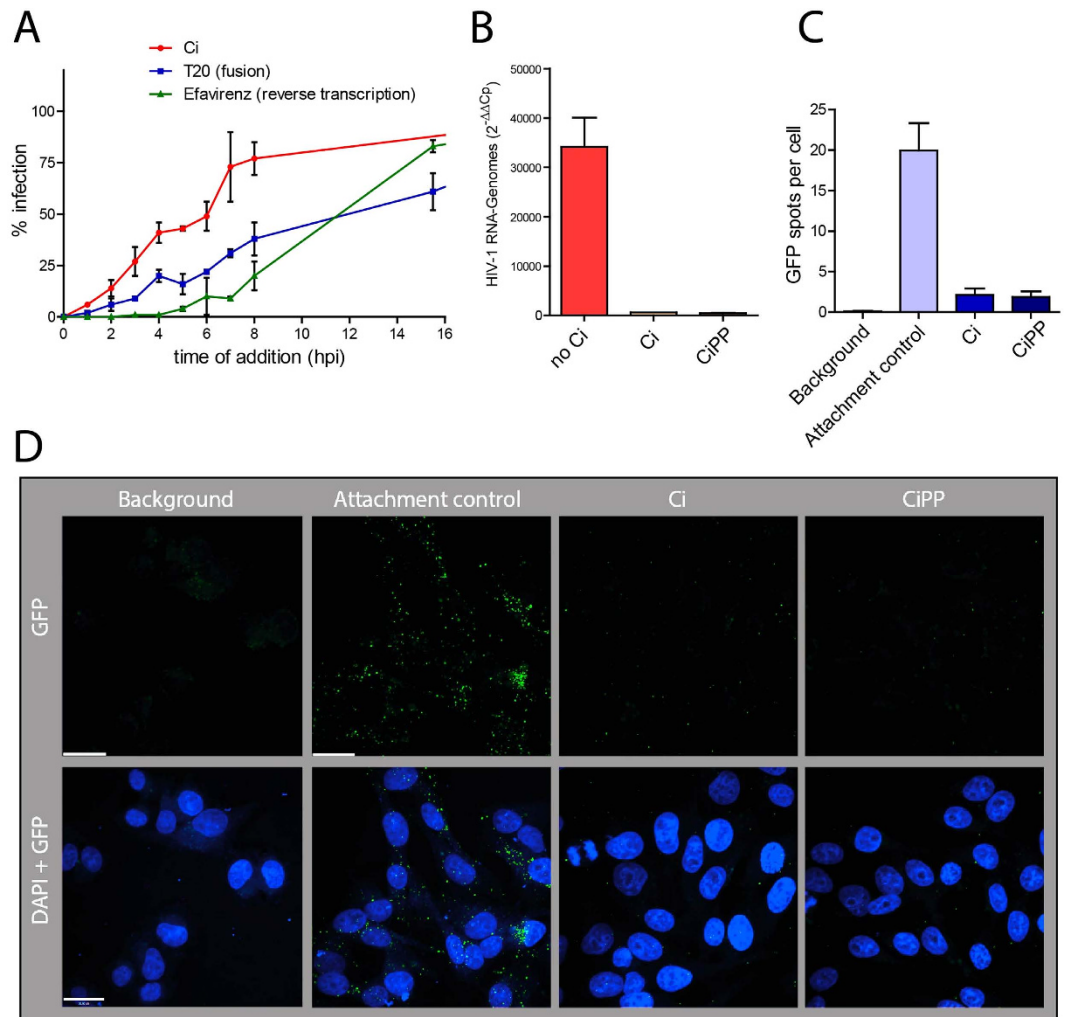 A
Ci
T20 (fusion)
Efavirenz (reverse transcription)
% infection
100
75
50
25
0
0 2 4 6 8 10 12 14 16
time of addition (hpi)
B
HIV-1 RNA-Genomes (2^-ΔΔCp)
50000
40000
30000
20000
10000
0
no Ci
Ci
CiPP
C
GFP spots per cell
25
20
15
10
5
0
Background
Attachment control
Ci
CiPP
D
Background Attachment control Ci CiPP
GFP
DAPI + GFP